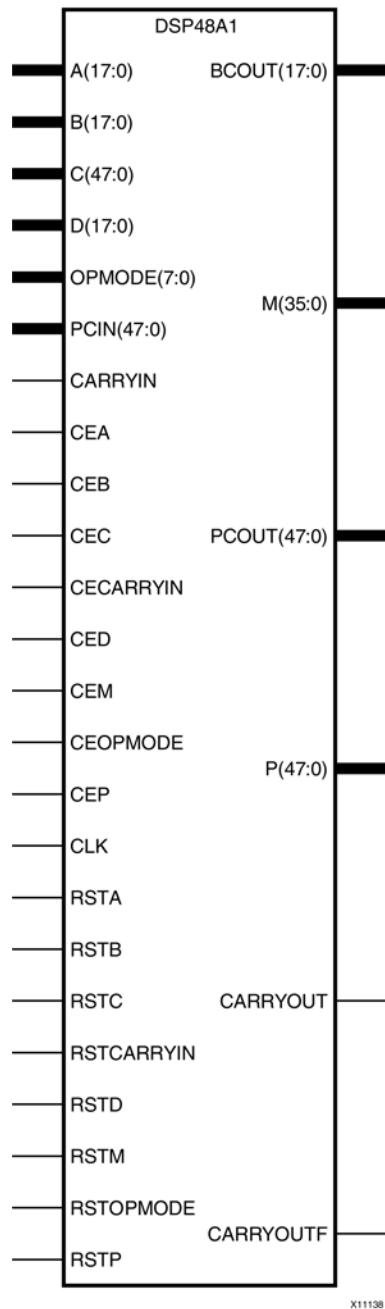 DSP48A1
A(17:0) BCOUT(17:0)
B(17:0)
C(47:0)
D(17:0)
OPMODE(7:0)
M(35:0)
PCIN(47:0)
CARRYIN
CEA
CEB
CEC PCOUT(47:0)
CECARRYIN
CED
CEM
CEOPMODE
P(47:0)
CEP
CLK
RSTA
RSTB
RSTC CARRYOUT
RSTCARRYIN
RSTD
RSTM
RSTOPMODE
CARRYOUTF
RSTP
X11138